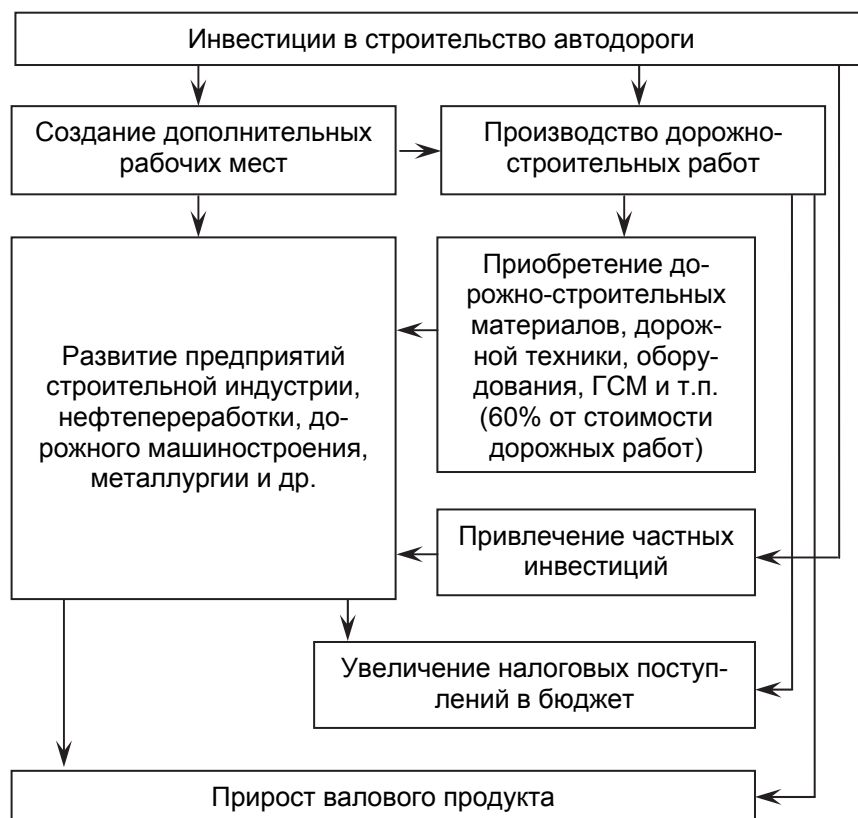 Инвестиции в строительство автодороги
Создание дополнительных
рабочих мест
Производство дорожно-
строительных работ
Развитие предприятий
строительной индустрии,
нефтепереработки, до-
рожного машиностроения,
металлургии и др.
Приобретение до-
рожно-строительных
материалов, дорож-
ной техники, обору-
дования, ГСМ и т.п.
(60% от стоимости
дорожных работ)
Привлечение частных
инвестиций
Увеличение налоговых поступ-
лений в бюджет
Прирост валового продукта